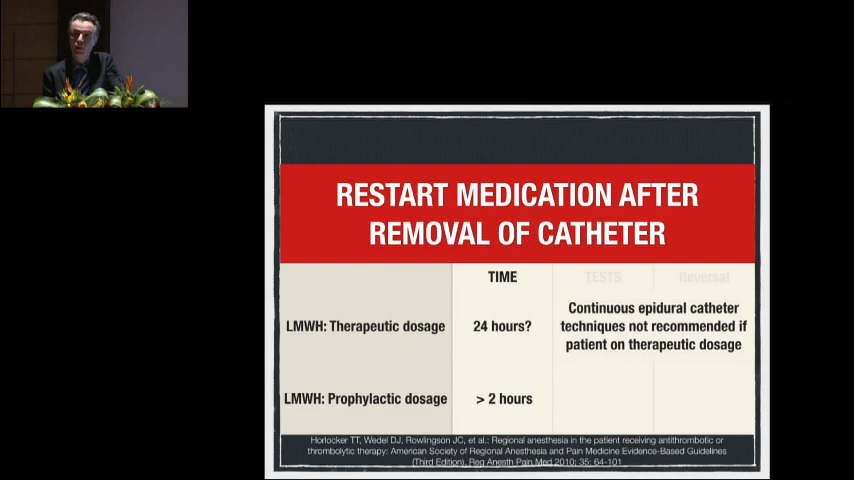 RESTART MEDICATION AFTER
REMOVAL OF CATHETER
TIME TESTS Reversal
LMWH: Therapeutic dosage
24 hours?
Continuous epidural catheter
techniques not recommended if
patient on therapeutic dosage
LMWH: Prophylactic dosage
> 2 hours
Horlocker TT, Wedel DJ, Rowlingson JC, et al.: Regional anesthesia in the patient receiving antithrombotic or
thrombolytic therapy: American Society of Regional Anesthesia and Pain Medicine Evidence-Based Guidelines
(Third Edition). Reg Anesth Pain Med 2010; 35: 64-101